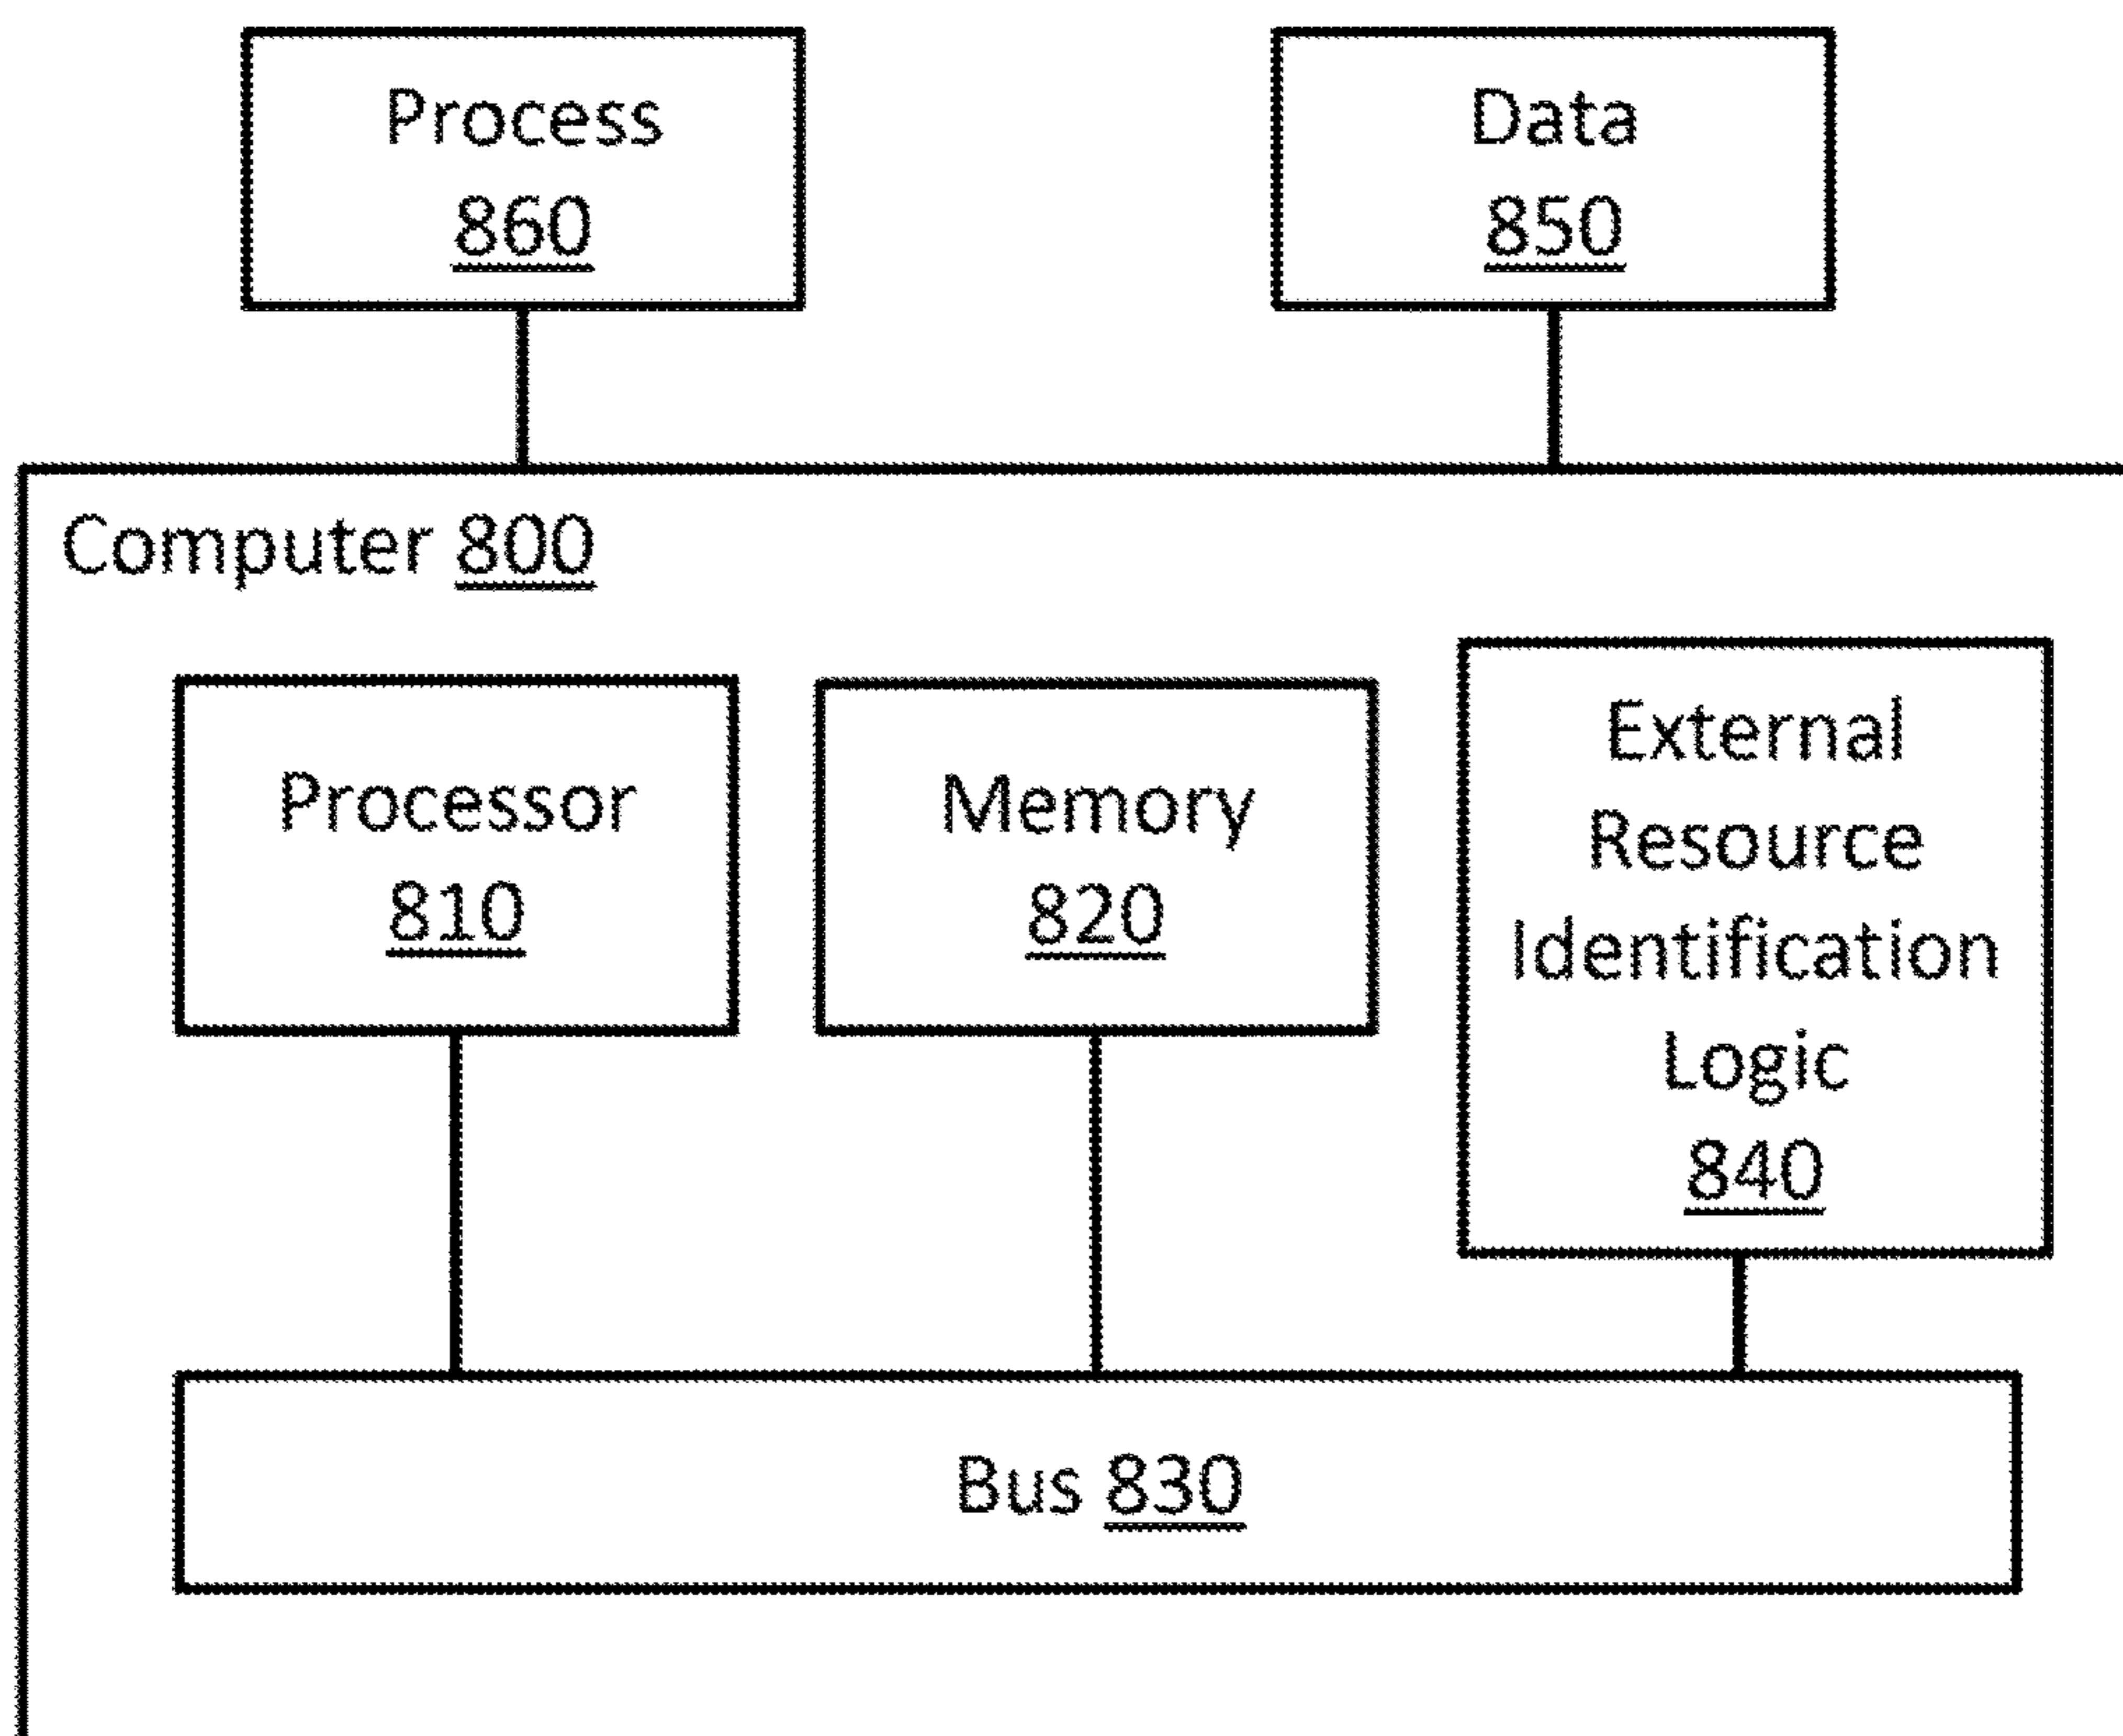 Process
860
Data
850
Computer 800
Processor
810
Memory
820
External
Resource
Identification
Logic
840
Bus 830